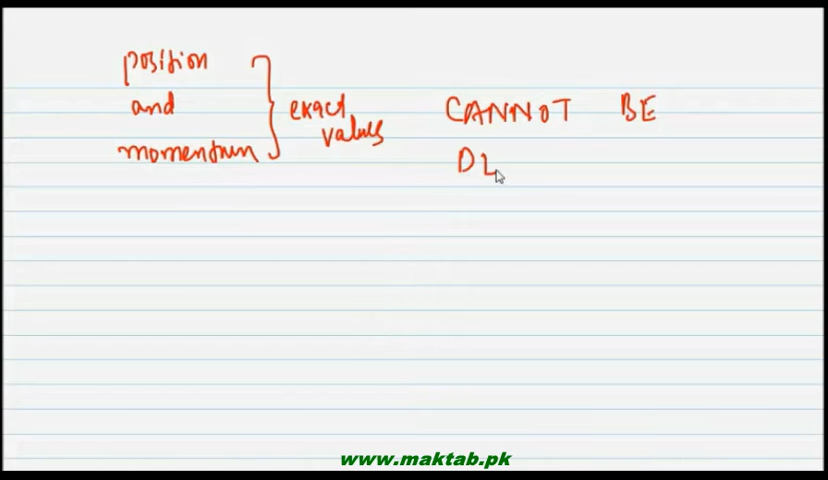 position
and
momentum
exact
values
CANNOT BE
www.maktab.pk